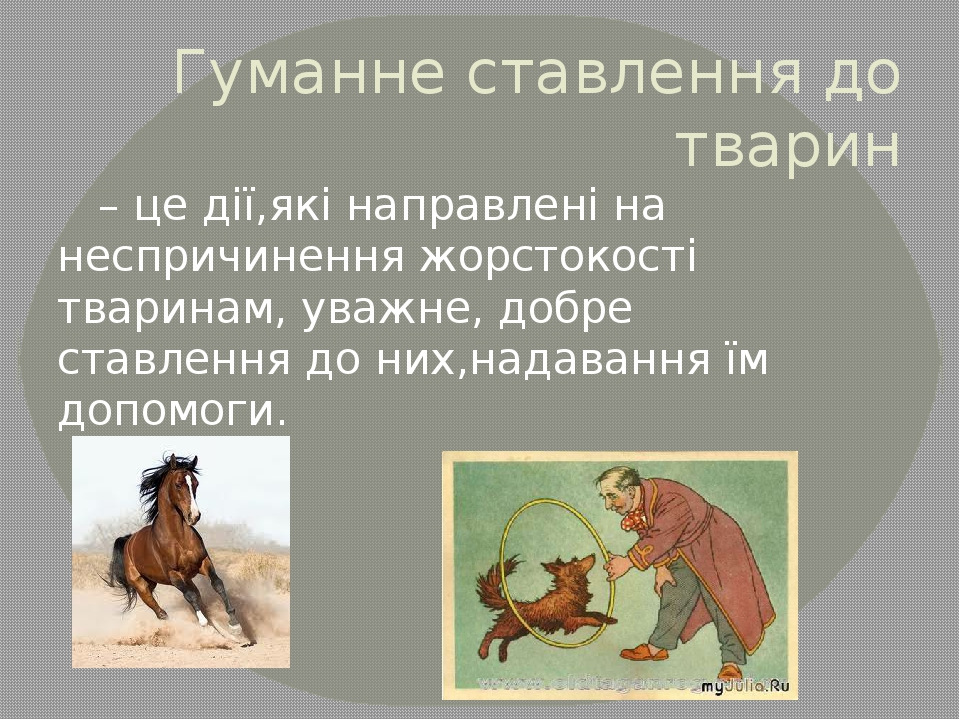 Гуманне ставлення до
тварин
– це дії,які направлені на
неспричинення жорстокості
тваринам, уважне, добре
ставлення до них,надавання їм
допомоги.
myJulia.Ru